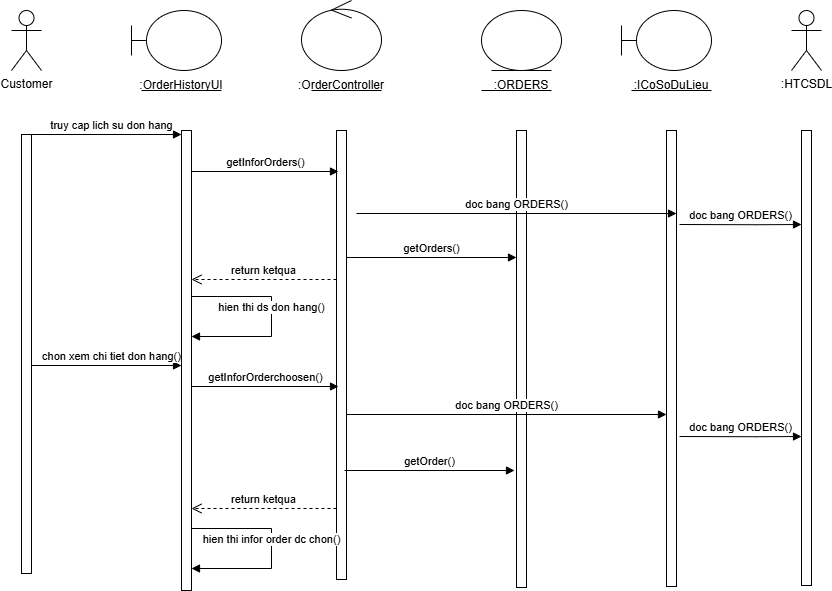 Customer
:OrderHistoryUI
:OrderController
:ORDERS
:ICoSoDuLieu
:HTCSDL
truy cap lich su don hang
getInforOrders()
doc bang ORDERS()
doc bang ORDERS()
getOrders()
return ketqua
hien thi ds don hang()
chon xem chi tiet don hang()
getInforOrderchoosen()
doc bang ORDERS()
doc bang ORDERS()
getOrder()
return ketqua
hien thi infor order dc chon()